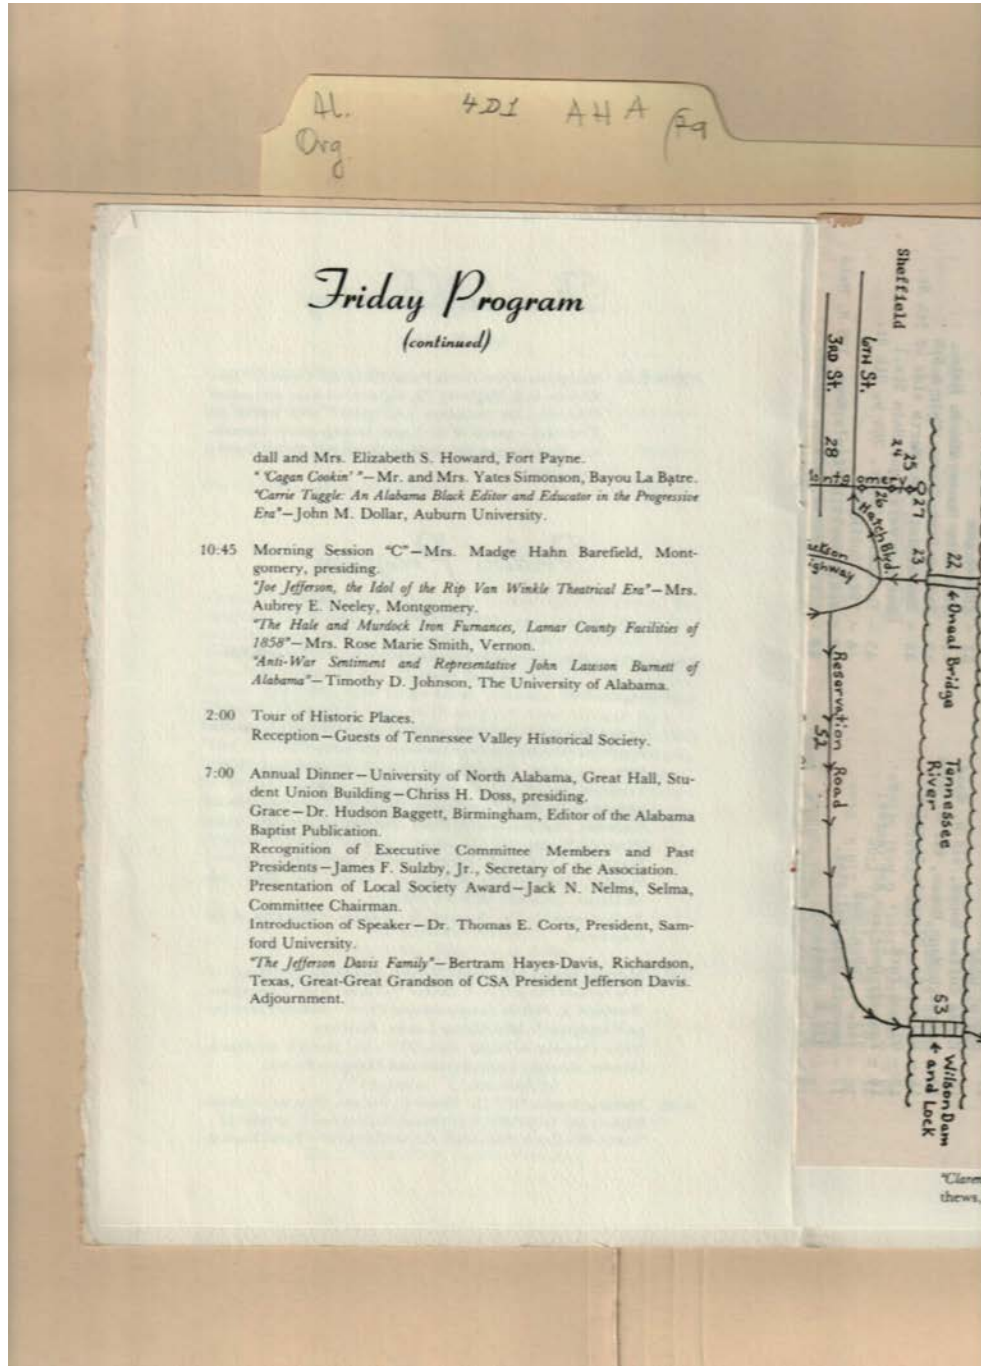 Al.
Org.
4D1
AHA
Friday Program
(continued)
dall and Mrs. Elizabeth S. Howard, Fort Payne.
" 'Cagan Cookin' "—Mr. and Mrs. Yates Simonson, Bayou La Batre.
"Carrie Tuggle: An Alabama Black Editor and Educator in the Progressive
Era"—John M. Dollar, Auburn University.
10:45 Morning Session "C"—Mrs. Madge Hahn Barefield, Mont-
gomery, presiding.
"Joe Jefferson, the Idol of the Rip Van Winkle Theatrical Era"—Mrs.
Aubrey E. Neeley, Montgomery.
"The Hale and Murdock Iron Furnances, Lamar County Facilities of
1858"—Mrs. Rose Marie Smith, Vernon.
"Anti-War Sentiment and Representative John Lawson Burnett of
Alabama"—Timothy D. Johnson, The University of Alabama.
2:00 Tour of Historic Places.
Reception—Guests of Tennessee Valley Historical Society.
7:00 Annual Dinner—University of North Alabama, Great Hall, Stu-
dent Union Building—Chriss H. Doss, presiding.
Grace—Dr. Hudson Baggett, Birmingham, Editor of the Alabama
Baptist Publication.
Recognition of Executive Committee Members and Past
Presidents—James F. Sulzby, Jr., Secretary of the Association.
Presentation of Local Society Award—Jack N. Nelms, Selma,
Committee Chairman.
Introduction of Speaker—Dr. Thomas E. Corts, President, Sam-
ford University.
"The Jefferson Davis Family"—Bertram Hayes-Davis, Richardson,
Texas, Great-Great Grandson of CSA President Jefferson Davis.
Adjournment.
Sheffield
6TH St.
3RD St.
28
24
25
27
26
Hatch Blvd.
23
22
O'Neal Bridge
Reservation Road
52
Tennessee
River
53
Wilson Dam
and Lock
thews,